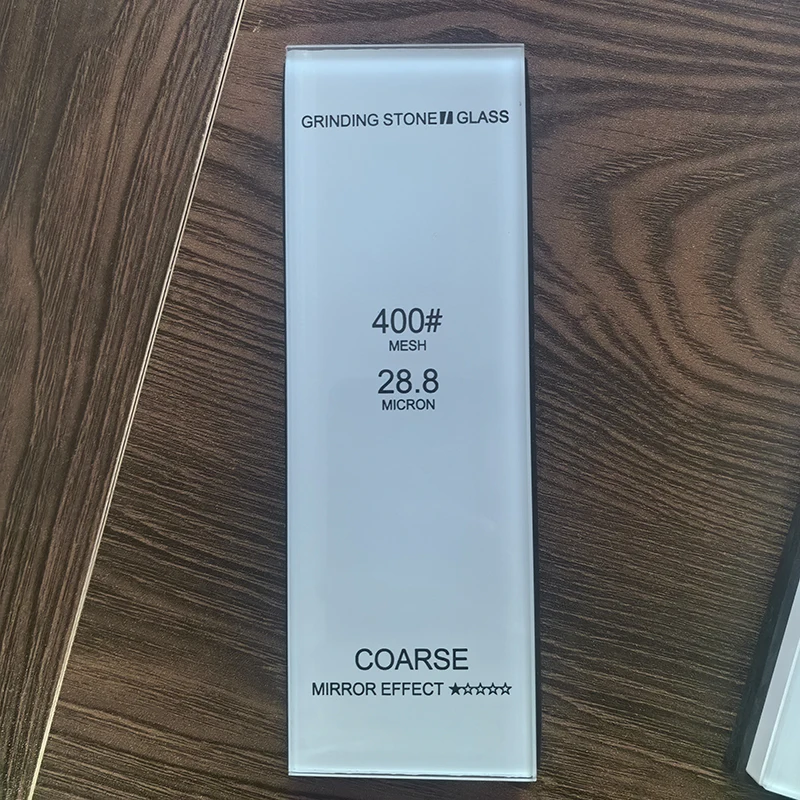 GRINDING STONE/GLASS
400#
MESH
28.8
MICRON
COARSE
MIRROR EFFECT ★☆☆☆☆